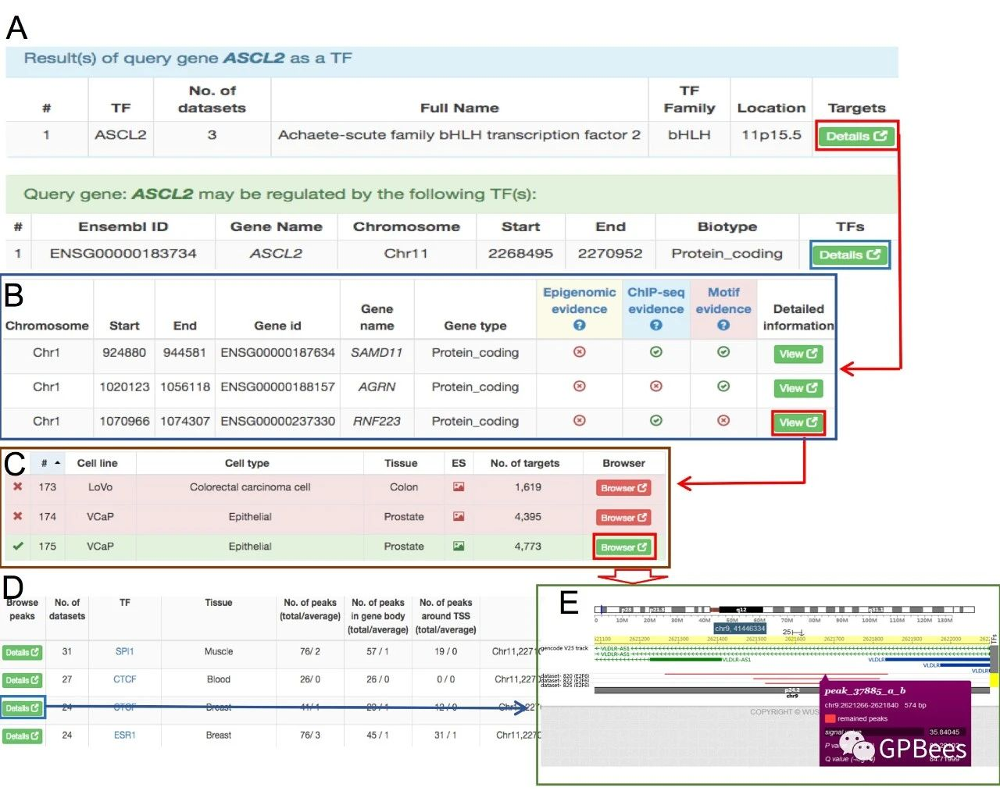 A
Result(s) of query gene ASCL2 as a TF
# TF No. of datasets Full Name TF Family Location Targets
1 ASCL2 3 Achaete-scute family bHLH transcription factor 2 bHLH 11p15.5 Details
Query gene: ASCL2 may be regulated by the following TF(s):
# Ensembl ID Gene Name Chromosome Start End Biotype TFs
1 ENSG00000183734 ASCL2 Chr11 2268495 2270952 Protein_coding Details
B
Chromosome Start End Gene id Gene name Gene type Epigenomic evidence ? ChIP-seq evidence ? Motif evidence ? Detailed information
Chr1 924880 944581 ENSG00000187634 SAMD11 Protein_coding View
Chr1 1020123 1056118 ENSG00000188157 AGRN Protein_coding View
Chr1 1070966 1074307 ENSG00000237330 RNF223 Protein_coding View
C
# Cell line Cell type Tissue ES No. of targets Browser
173 LoVo Colorectal carcinoma cell Colon 1,619 Browser
174 VCaP Epithelial Prostate 4,395 Browser
175 VCaP Epithelial Prostate 4,773 Browser
D
Browse peaks No. of datasets TF Tissue No. of peaks (total/average) No. of peaks in gene body (total/average) No. of peaks around TSS (total/average)
Details 31 SPI1 Muscle 76/ 2 57 / 1 19 / 0 Chr11,2271
Details 27 CTCF Blood 26/ 0 26 / 0 0 / 0 Chr11,227
Details 24 CTCF Breast 41/ 1 12 / 0 Chr11,227
Details 24 ESR1 Breast 76/ 3 45 / 1 31 / 1 Chr11,2270
E
p23 p21.3 q12 q31.1
0 10M 20M 30M 40M 50M 60M 70M 80M 90M 100M 110M 120M 130M
chr9, 41446334
25
2621200 2621300 2621400 2621500 2621600 2621700 2621800 2621900 2622000
TFs
gencode V23 track
VLDLR-AS1
VLDLR-AS1
VLDLR-AS1 VLDLR
VLDLR
VLDLR
dataset- 820 (E2F6)
dataset- 822 (E2F6)
dataset- 825 (E2F6)
p24.2
chr9
COPYRIGHT © WUS
peak_37885_a_b
chr9:2621266-2621840 574 bp
remained peaks
signal 35.84045
P
Q value 84.71999
GPBees